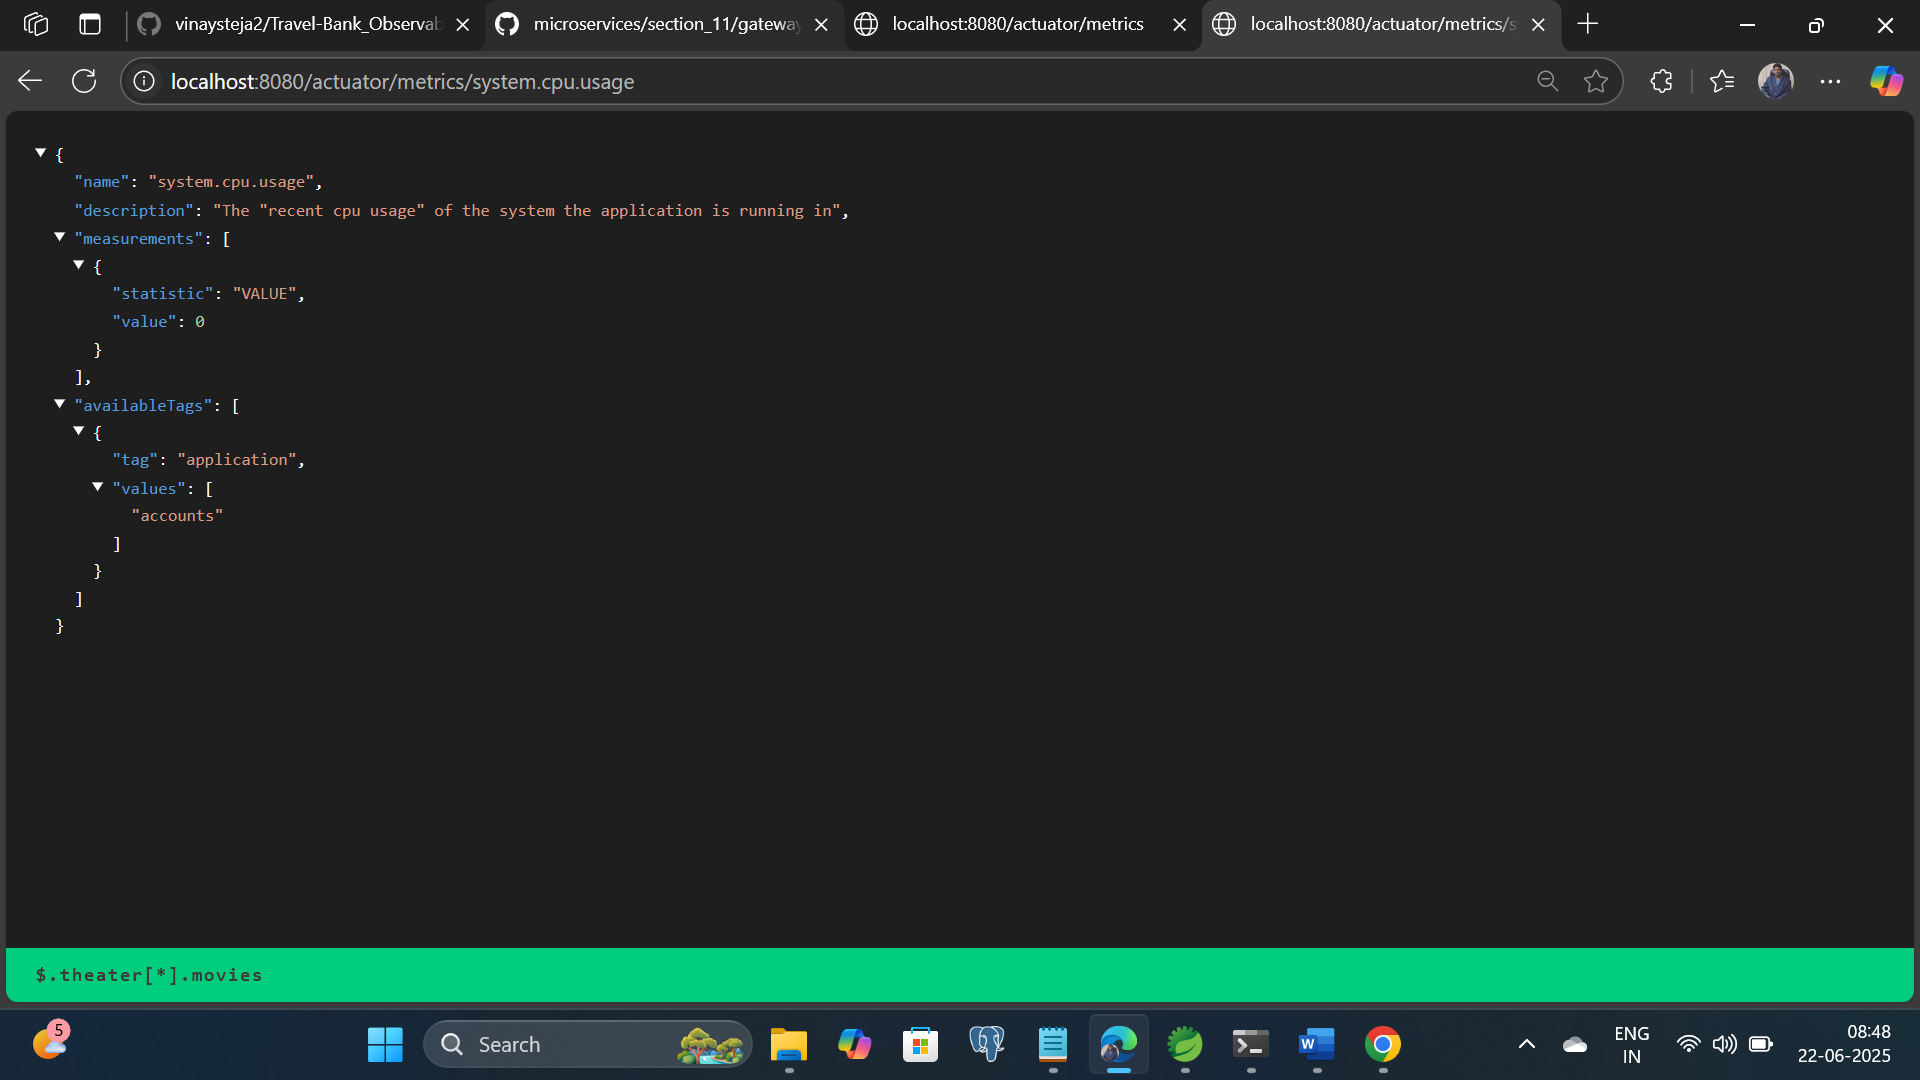 vinaysteja2/Travel-Bank_Observab
microservices/section_11/gateway
localhost:8080/actuator/metrics
localhost:8080/actuator/metrics/s
localhost:8080/actuator/metrics/system.cpu.usage
{
"name": "system.cpu.usage",
"description": "The "recent cpu usage" of the system the application is running in",
"measurements": [
{
"statistic": "VALUE",
"value": 0
}
],
"availableTags": [
{
"tag": "application",
"values": [
"accounts"
]
}
]
}
$.theater[*].movies
5
Search
W
ENG
IN
08:48
22-06-2025